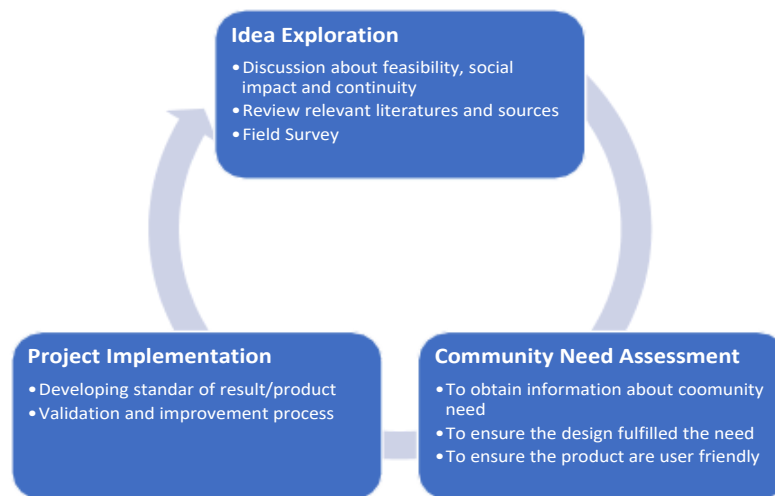 Idea Exploration
•Discussion about feasibility, social
impact and continuity
•Review relevant literatures and sources
•Field Survey
Project Implementation
•Developing standar of result/product
•Validation and improvement process
Community Need Assessment
•To obtain information about coomunity
need
•To ensure the design fulfilled the need
•To ensure the product are user friendly